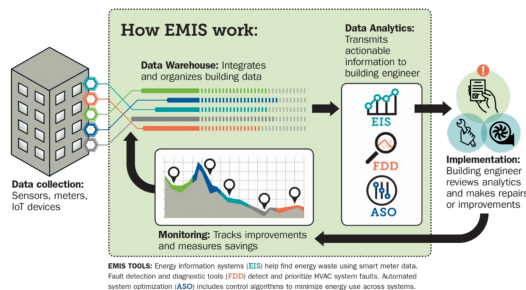 How EMIS work:
Data Warehouse: Integrates
and organizes building data
Data Analytics:
Transmits
actionable
information to
building engineer
EIS
FDD
ASO
Data collection:
Sensors, meters,
IoT devices
Implementation:
Building engineer
reviews analytics
and makes repairs
or improvements
Monitoring: Tracks improvements
and measures savings
EMIS TOOLS: Energy information systems (EIS) help find energy waste using smart meter data.
Fault detection and diagnostic tools (FDD) detect and prioritize HVAC system faults. Automated
system optimization (ASO) includes control algorithms to minimize energy use across systems.